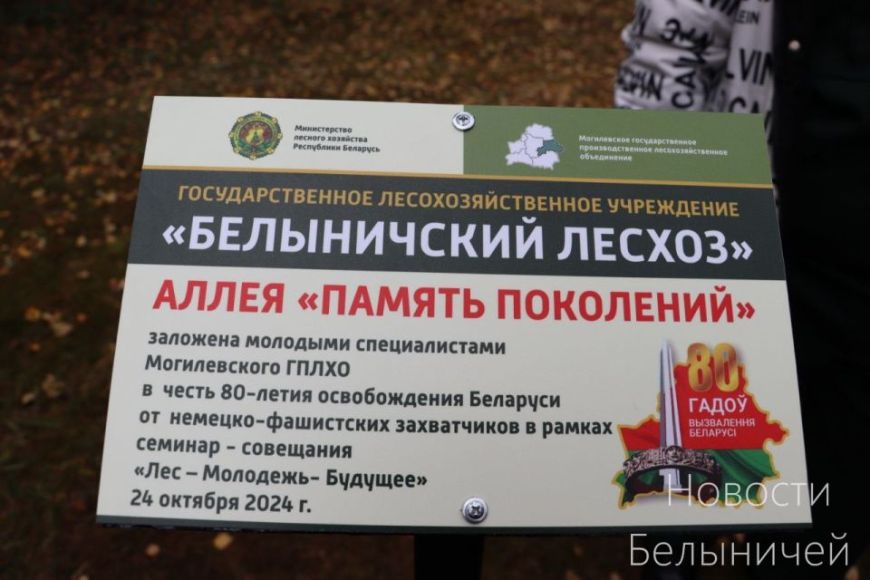 Министерство
лесного хозяйства
Республики Беларусь
Могилевское государственное
производственное лесохозяйственное
объединение
ГОСУДАРСТВЕННОЕ ЛЕСОХОЗЯЙСТВЕННОЕ УЧРЕЖДЕНИЕ
«БЕЛЫНИЧСКИЙ ЛЕСХОЗ»
АЛЛЕЯ «ПАМЯТЬ ПОКОЛЕНИЙ»
заложена молодыми специалистами
Могилевского ГПЛХО
в честь 80-летия освобождения Беларуси
от немецко-фашистских захватчиков в рамках
семинар - совещания
«Лес – Молодежь- Будущее»
24 октября 2024 г.
80
ГАДОЎ
ВЫЗВАЛЕННЯ
БЕЛАРУСІ
Новости
Белыничей